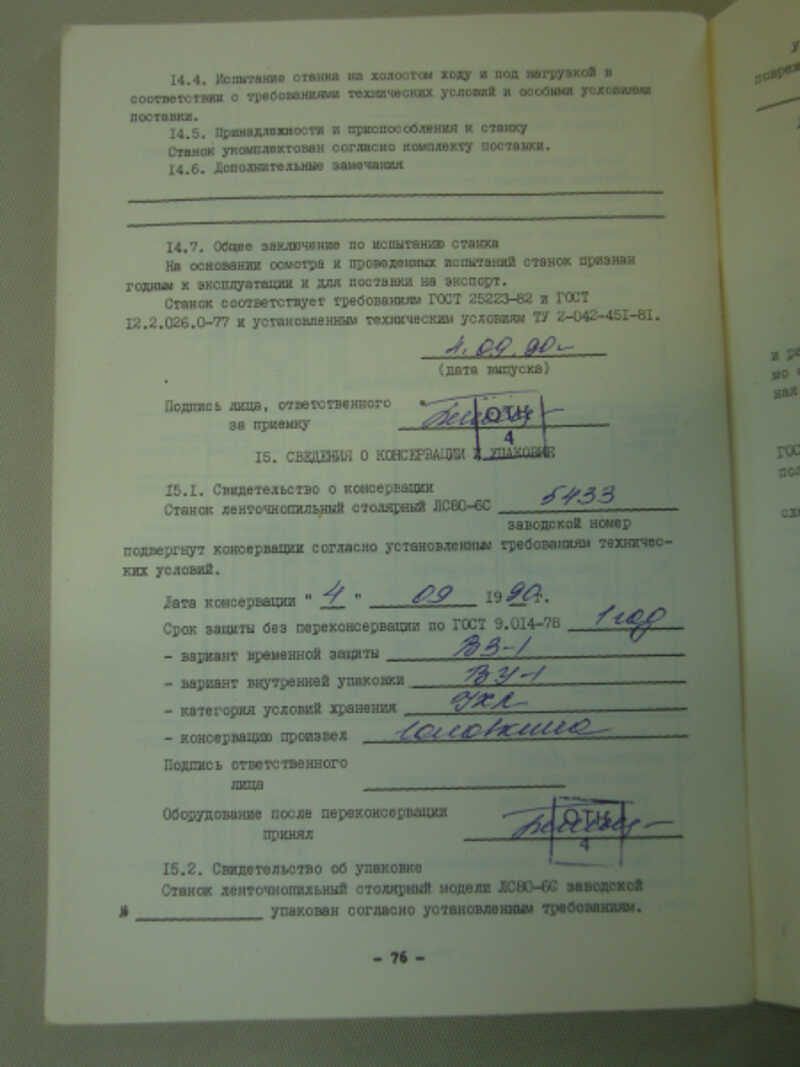 14.4. Испытание станка на холостом ходу и под нагрузкой в
соответствии с требованиями технических условий и особыми условиями
поставки.
14.5. Принадлежности и приспособления к станку
Станок укомплектован согласно комплекту поставки.
14.6. Дополнительные замечания
14.7. Общее заключение по испытанию станка
На основании осмотра и проведенных испытаний станок признан
годным к эксплуатации и для поставки на экспорт.
Станок соответствует требованиям ГОСТ 25223-82 и ГОСТ
12.2.026.0-77 и установленным техническим условиям ТУ 2-042-451-81.
4.09.90г
(дата выпуска)
Подпись лица, ответственного
за приемку
ОТК
4
15. СВЕДЕНИЯ О КОНСЕРВАЦИИ И УПАКОВКЕ
15.1. Свидетельство о консервации
Станок ленточнопильный столярный ЛС80-6С 5433
заводской номер
подвергнут консервации согласно установленным требованиям техничес-
ких условий.
Дата консервации " 4 " 09 1990г.
Срок защиты без переконсервации по ГОСТ 9.014-78 1 год
- вариант временной защиты ВЗ-1
- вариант внутренней упаковки ВУ-1
- категория условий хранения УХЛ
- консервацию произвел
Подпись ответственного
лица
Оборудование после переконсервации
принял
ОТК
4
15.2. Свидетельство об упаковке
Станок ленточнопильный столярный модели ЛС80-6С заводской
№ упакован согласно установленным требованиям.
- 76 -